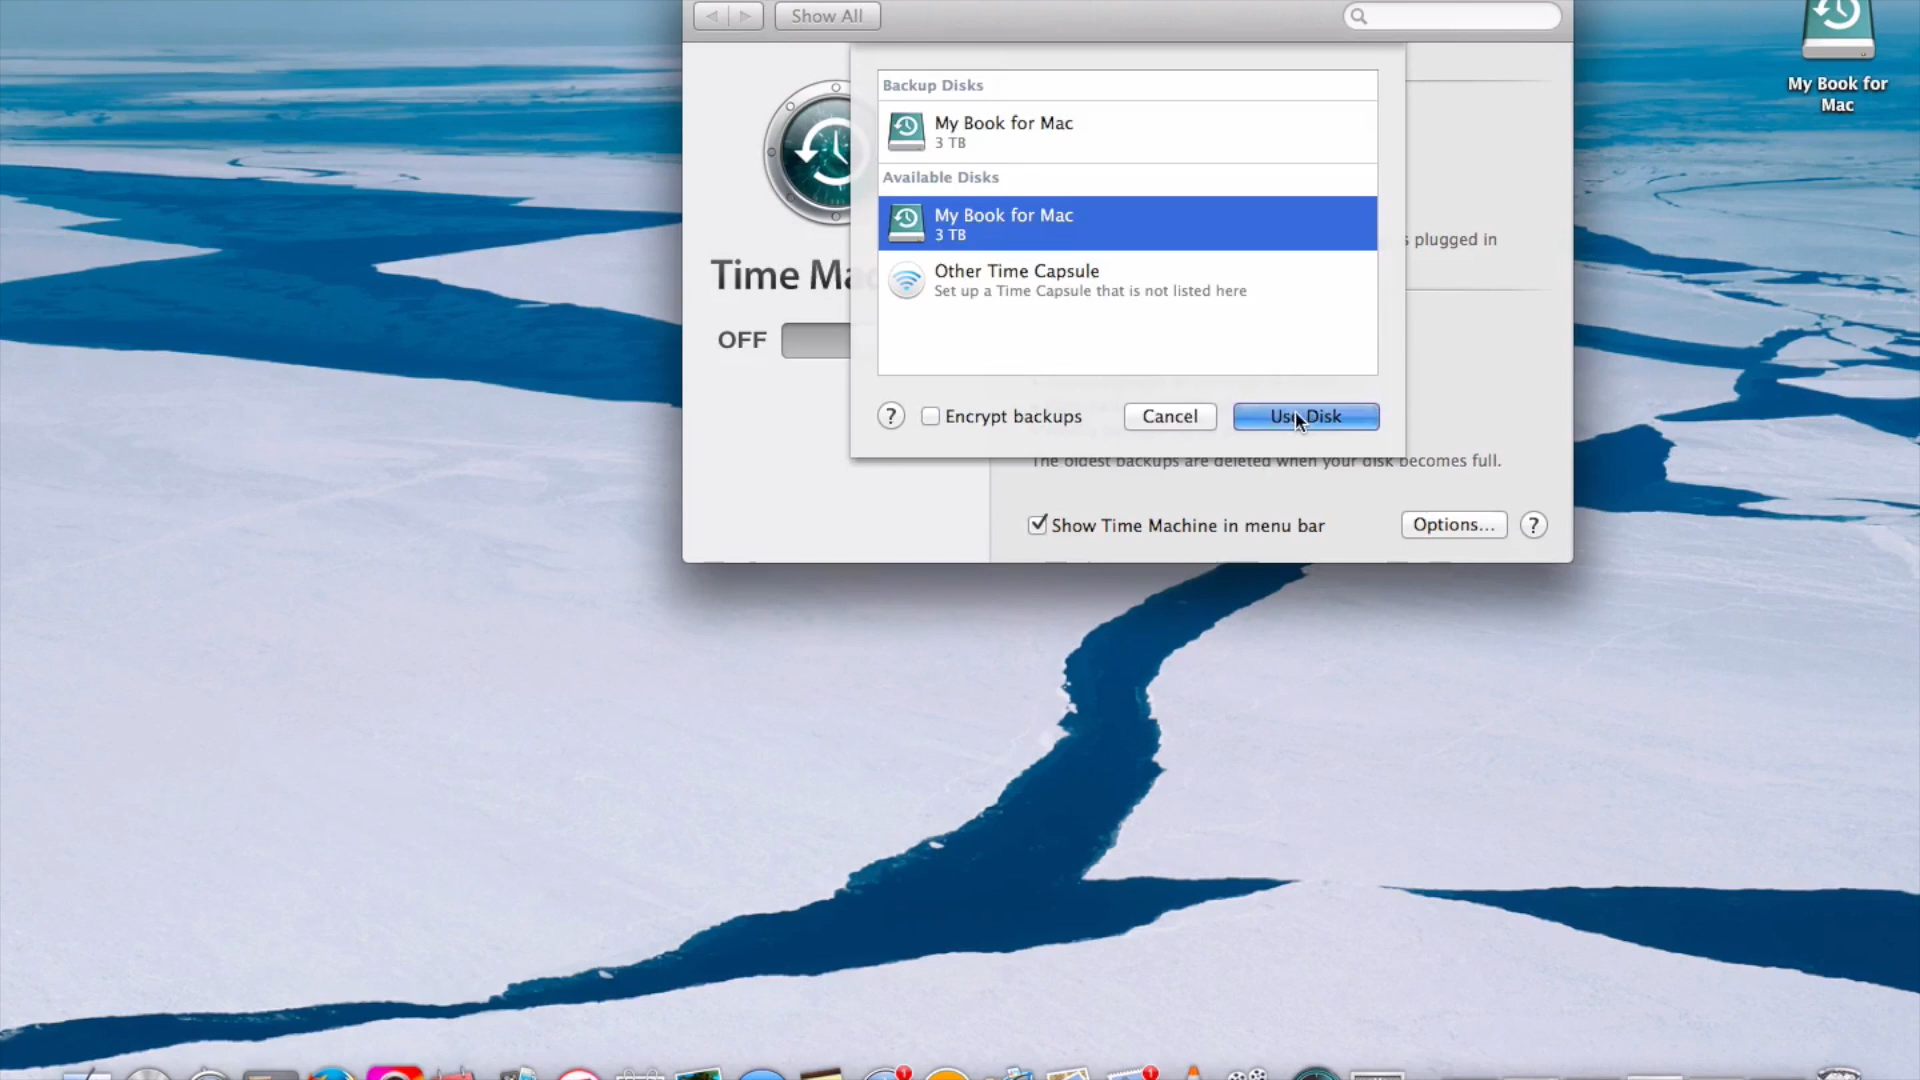 Show All
My Book for
Mac
Backup Disks
My Book for Mac
3 TB
Available Disks
My Book for Mac
3 TB
s plugged in
Other Time Capsule
Set up a Time Capsule that is not listed here
Time Ma
OFF
? Encrypt backups Cancel Use Disk
The oldest backups are deleted when your disk becomes full.
Show Time Machine in menu bar Options... ?
1 1